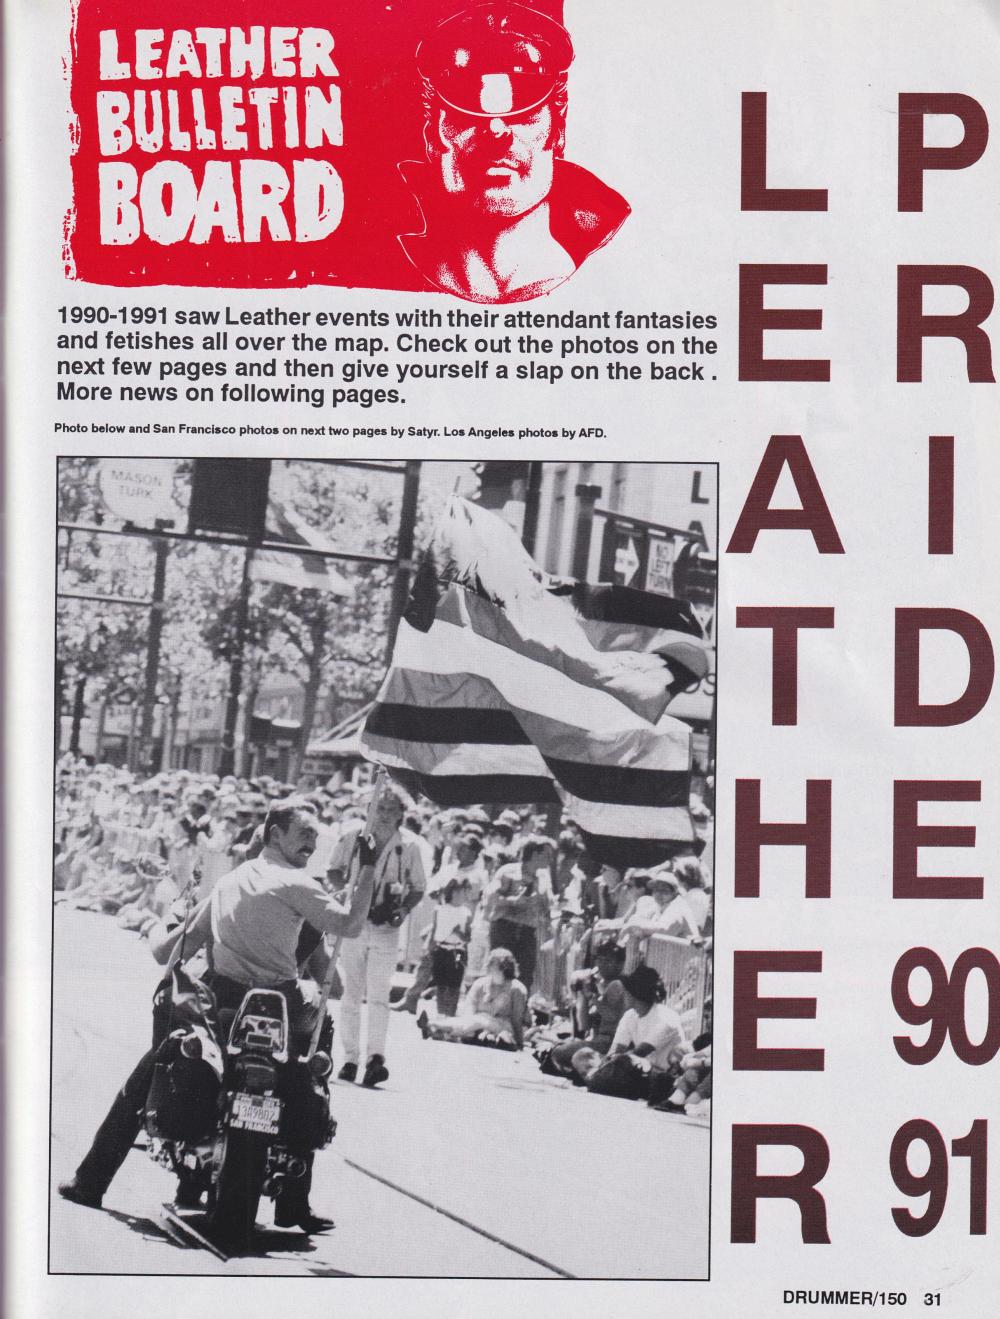 LEATHER
BULLETIN
BOARD
1990-1991 saw Leather events with their attendant fantasies
and fetishes all over the map. Check out the photos on the
next few pages and then give yourself a slap on the back .
More news on following pages.
Photo below and San Francisco photos on next two pages by Satyr. Los Angeles photos by AFD.
MASON
TURK
L
A
NO
LEFT
TURN
3A9802
SAN FRANCISCO
LEATHER
PRIDE
90
91
DRUMMER/150 31